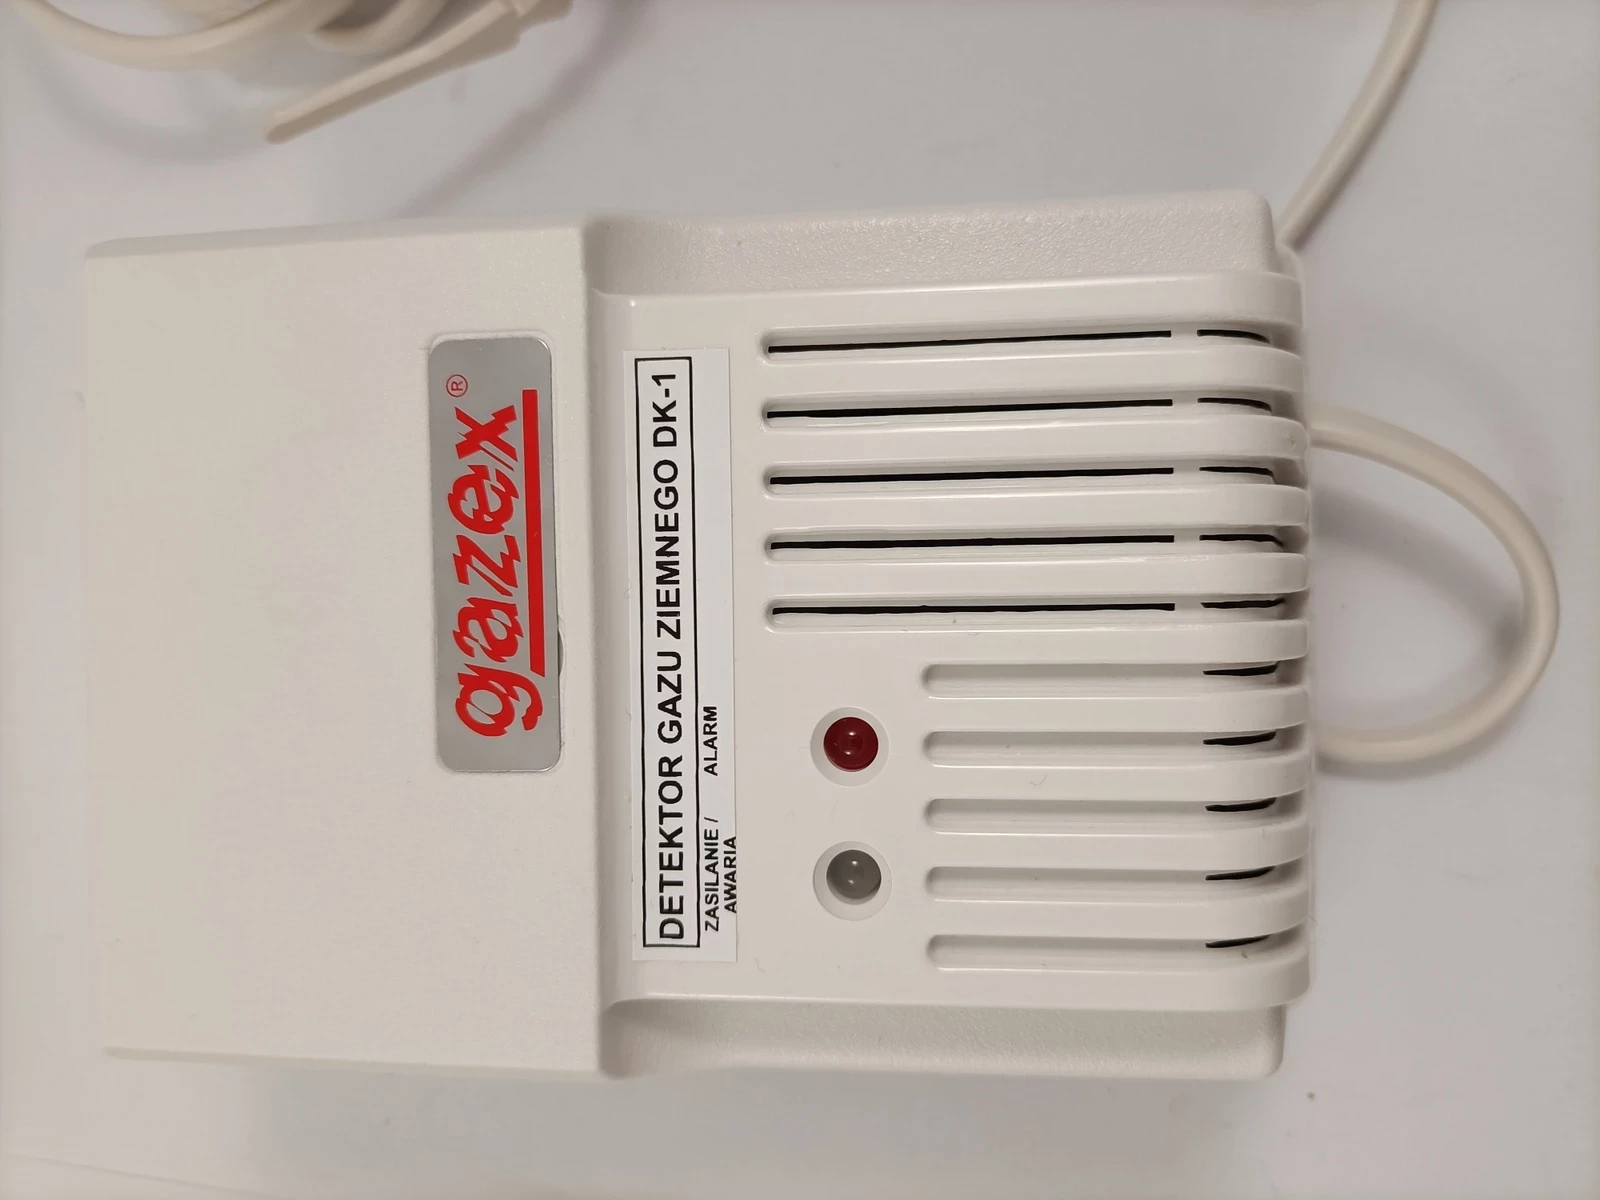 gazex®
DETEKTOR GAZU ZIEMNEGO DK-1
ZASILANIE / ALARM
AWARIA